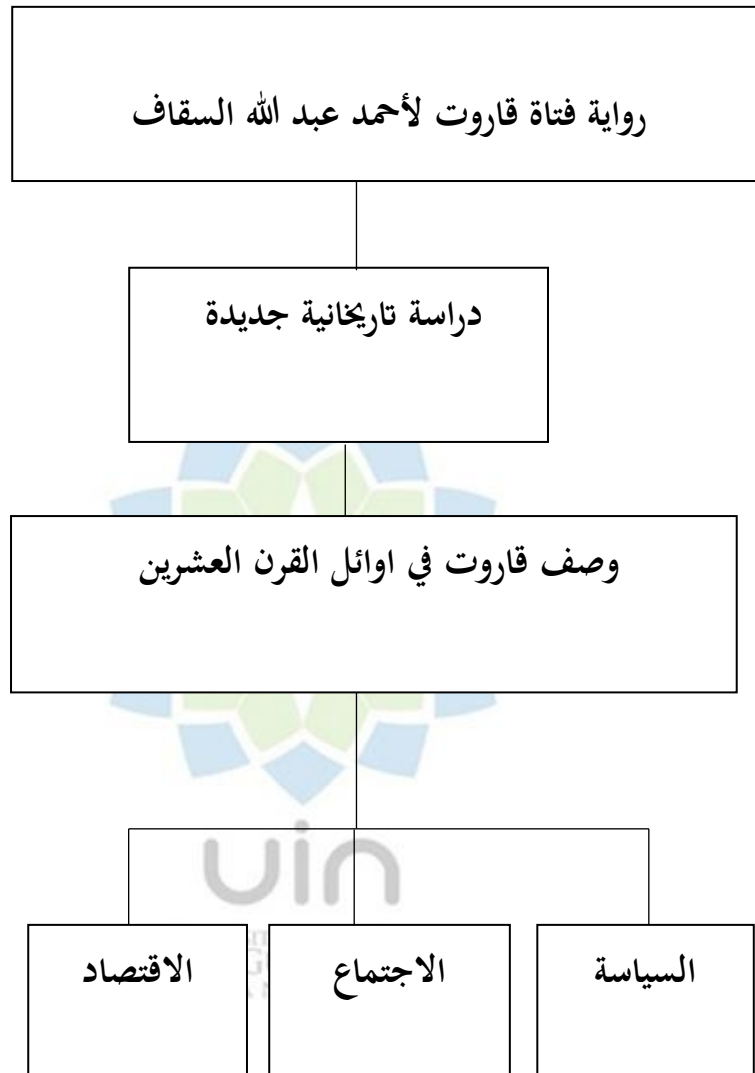 رواية فتاة قاروت لأحمد عبد الله السقاف
دراسة تاريخانية جديدة
وصف قاروت في اوائل القرن العشرين
السياسة
الاجتماع
الاقتصاد
uin